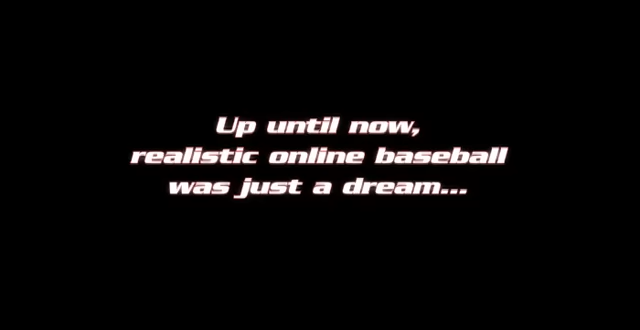 Up until now,
realistic online baseball
was just a dream...